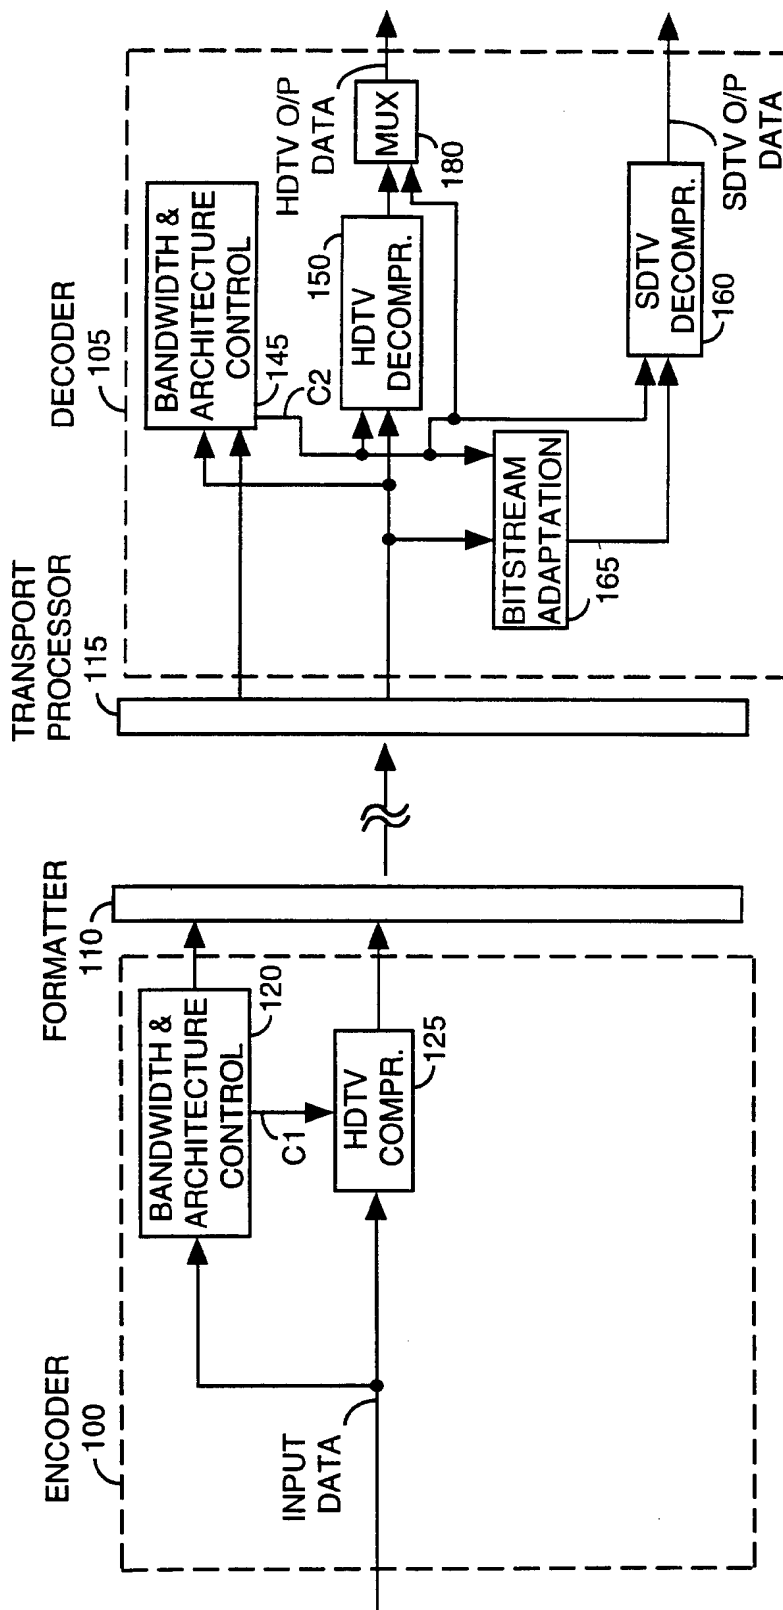 ENCODER
100
INPUT
DATA
BANDWIDTH &
ARCHITECTURE
CONTROL
120
C1
HDTV
COMPR.
125
FORMATTER
110
TRANSPORT
PROCESSOR
115
DECODER
105
BANDWIDTH &
ARCHITECTURE
CONTROL
145
C2
HDTV
DECOMPR.
150
BITSTREAM
ADAPTATION
165
MUX
180
HDTV O/P
DATA
SDTV
DECOMPR.
160
SDTV O/P
DATA